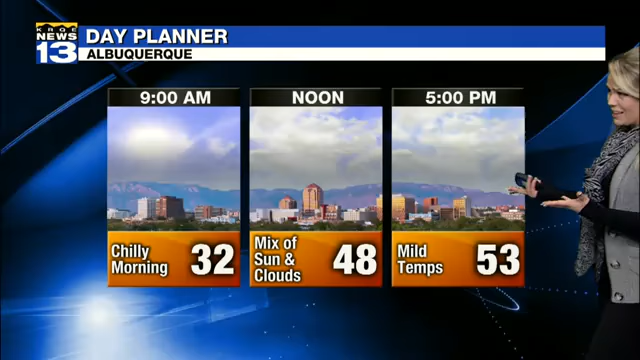 KRQE
NEWS
13
DAY PLANNER
ALBUQUERQUE
9:00 AM
Chilly
Morning
32
NOON
Mix of
Sun &
Clouds
48
5:00 PM
Mild
Temps
53